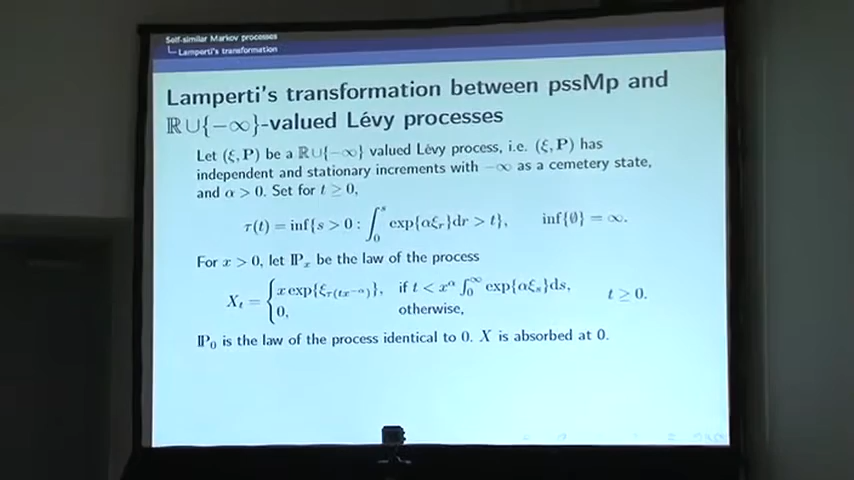 Self-similar Markov processes
Lamperti's transformation
Lamperti's transformation between pssMp and
ℝ∪{−∞}-valued Lévy processes
Let (ξ, P) be a ℝ∪{−∞} valued Lévy process, i.e. (ξ, P) has
independent and stationary increments with −∞ as a cemetery state,
and α > 0. Set for t ≥ 0,
τ(t) = inf{s > 0 : ∫₀ˢ exp{αξᵣ}dr > t}, inf{∅} = ∞.
For x > 0, let ℙₓ be the law of the process
Xₜ = { x exp{ξ_{τ(tx^{−α})}}, if t < x^α ∫₀^∞ exp{αξₛ}ds,
0, otherwise, t ≥ 0.
ℙ₀ is the law of the process identical to 0. X is absorbed at 0.